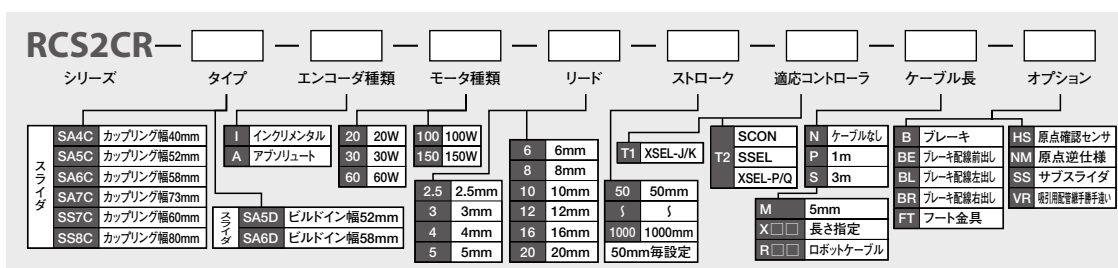 RCS2CR— — — — — — — —
シリーズ タイプ エンコーダ種類 モータ種類 リード ストローク 適応コントローラ ケーブル長 オプション
スライダ
SA4C カップリング幅40mm
SA5C カップリング幅52mm
SA6C カップリング幅58mm
SA7C カップリング幅73mm
SS7C カップリング幅60mm
SS8C カップリング幅80mm
スライダ
SA5D ビルドイン幅52mm
SA6D ビルドイン幅58mm
I インクリメンタル
A アブソリュート
20 20W
30 30W
60 60W
100 100W
150 150W
2.5 2.5mm
3 3mm
4 4mm
5 5mm
6 6mm
8 8mm
10 10mm
12 12mm
16 16mm
20 20mm
50 50mm
〜 〜
1000 1000mm
50mm毎設定
T1 XSEL-J/K
T2
SCON
SSEL
XSEL-P/Q
N ケーブルなし
P 1m
S 3m
M 5mm
X□□ 長さ指定
R□□ ロボットケーブル
B ブレーキ
BE ブレーキ配線前出し
BL ブレーキ配線左出し
BR ブレーキ配線右出し
FT フート金具
HS 原点確認センサ
NM 原点逆仕様
SS サブスライダ
VR 吸引用配管継手勝手違い